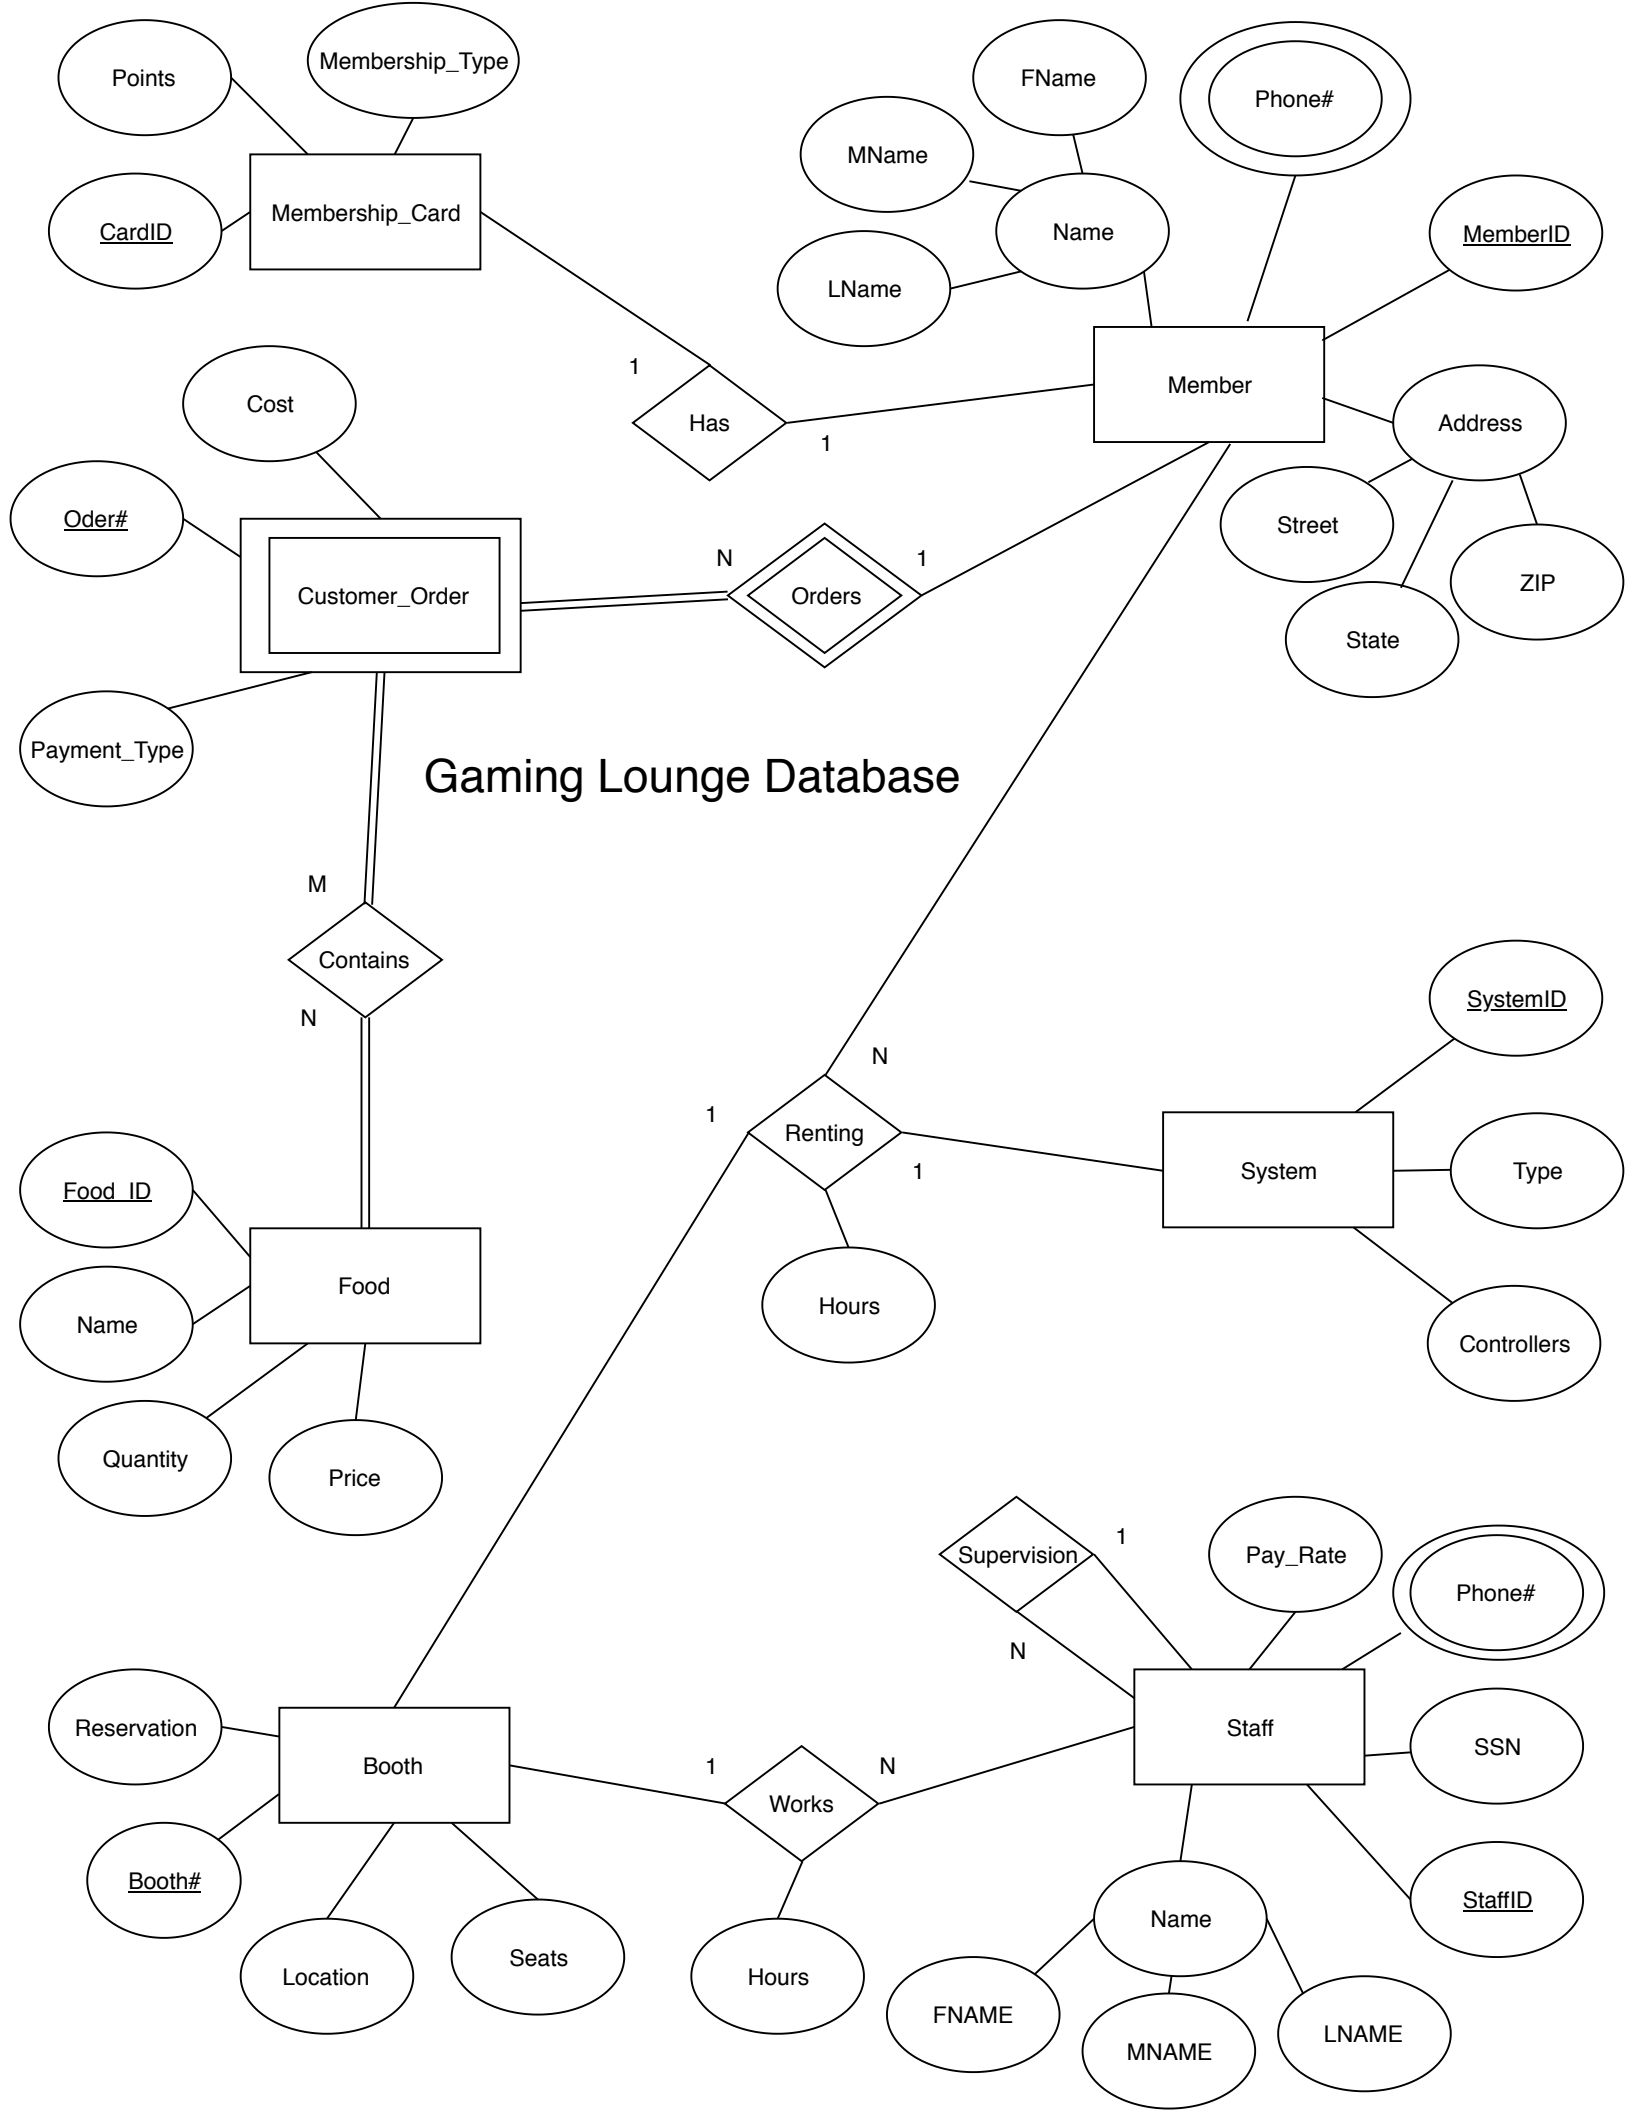 Membership_Type
Points
FName
Phone#
MName
Membership_Card
CardID
Name
MemberID
LName
1
Member
Cost
Has
1
Address
Oder#
Street
N
1
Customer_Order
Orders
ZIP
State
Payment_Type
Gaming Lounge Database
M
Contains
N
SystemID
N
1
Renting
1
System
Type
Food_ID
Food
Hours
Name
Controllers
Quantity
Price
Supervision
1
Pay_Rate
Phone#
N
Reservation
Staff
SSN
Booth
1
N
Works
Booth#
StaffID
Name
Location
Seats
Hours
FNAME
LNAME
MNAME